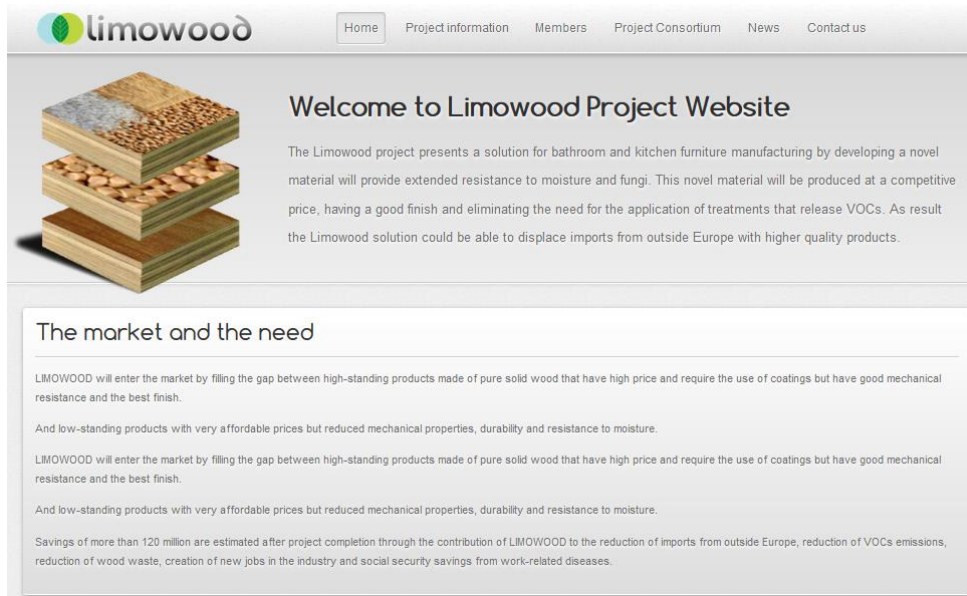 limowood
Home Project information Members Project Consortium News Contact us
Welcome to Limowood Project Website
The Limowood project presents a solution for bathroom and kitchen furniture manufacturing by developing a novel
material will provide extended resistance to moisture and fungi. This novel material will be produced at a competitive
price, having a good finish and eliminating the need for the application of treatments that release VOCs. As result
the Limowood solution could be able to displace imports from outside Europe with higher quality products.
The market and the need
LIMOWOOD will enter the market by filling the gap between high-standing products made of pure solid wood that have high price and require the use of coatings but have good mechanical
resistance and the best finish.
And low-standing products with very affordable prices but reduced mechanical properties, durability and resistance to moisture.
LIMOWOOD will enter the market by filling the gap between high-standing products made of pure solid wood that have high price and require the use of coatings but have good mechanical
resistance and the best finish.
And low-standing products with very affordable prices but reduced mechanical properties, durability and resistance to moisture.
Savings of more than 120 million are estimated after project completion through the contribution of LIMOWOOD to the reduction of imports from outside Europe, reduction of VOCs emissions,
reduction of wood waste, creation of new jobs in the industry and social security savings from work-related diseases.